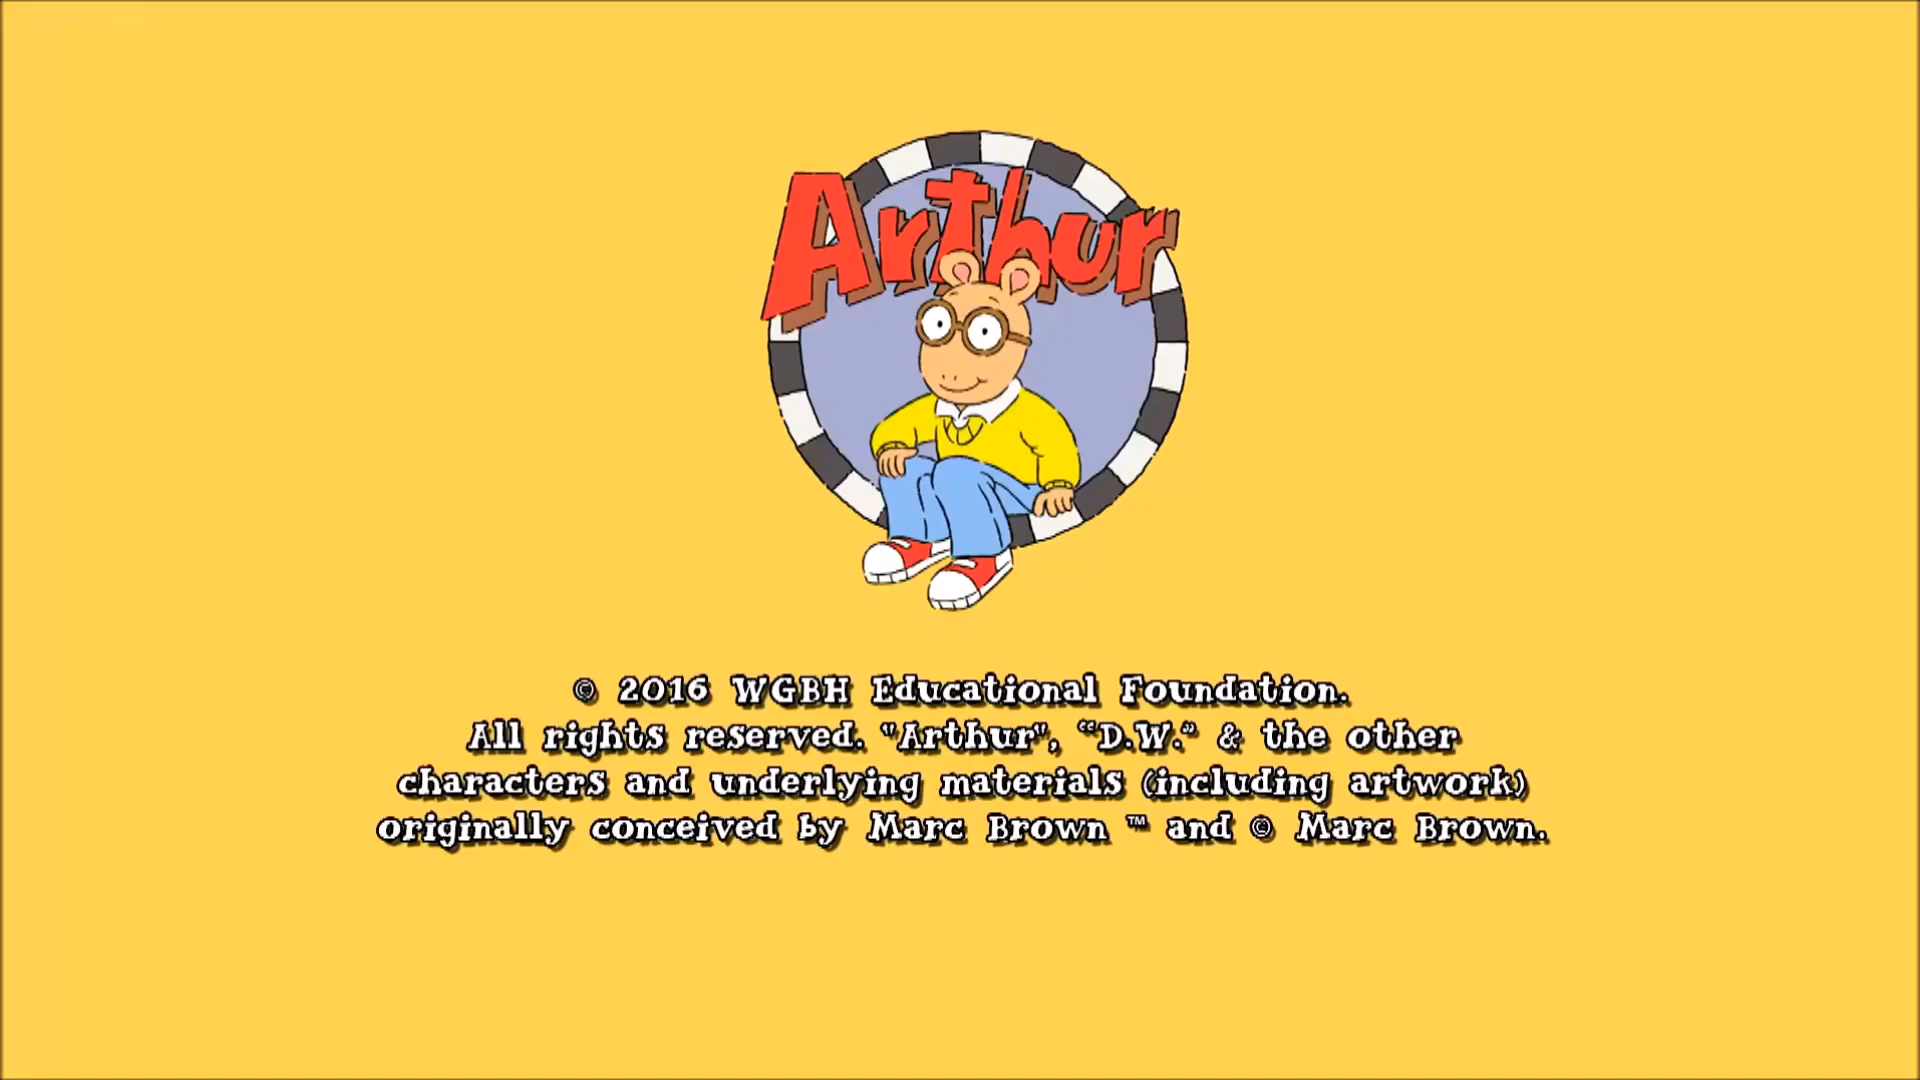 Arthur
© 2016 WGBH Educational Foundation.
All rights reserved. "Arthur", “D.W.” & the other
characters and underlying materials (including artwork)
originally conceived by Marc Brown ™ and © Marc Brown.